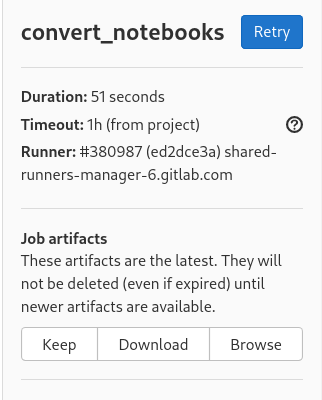 convert_notebooks
Retry
Duration: 51 seconds
Timeout: 1h (from project)
?
Runner: #380987 (ed2dce3a) shared-
runners-manager-6.gitlab.com
Job artifacts
These artifacts are the latest. They will
not be deleted (even if expired) until
newer artifacts are available.
Keep
Download
Browse